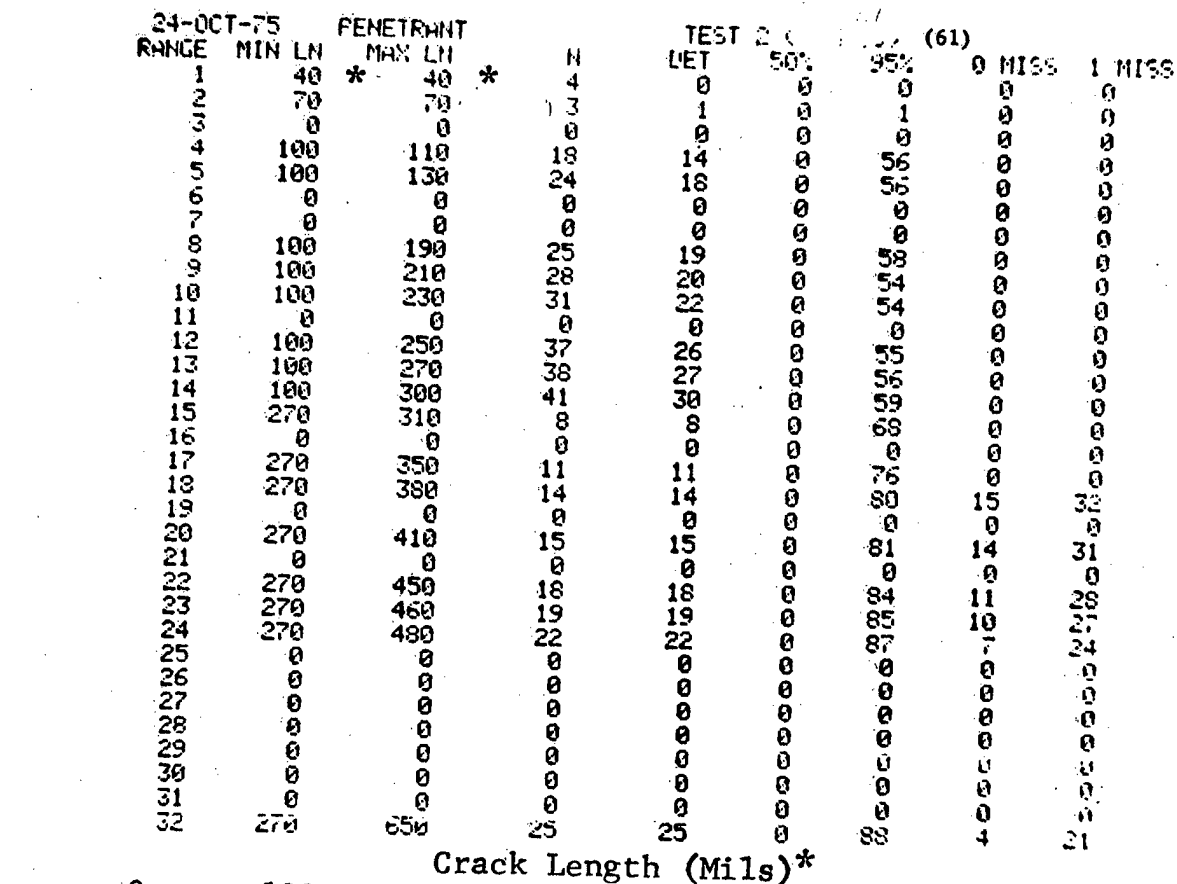 24-OCT-75 PENETRANT TEST 2 (61)
RANGE MIN LN MAX LN N DET 50% 95% 0 MISS 1 MISS
1 40 * 40 * 4 0 0 0 0 0
2 70 70 3 1 0 1 0 0
3 0 0 0 0 0 0 0 0
4 100 110 18 14 0 56 0 0
5 100 130 24 18 0 56 0 0
6 0 0 0 0 0 0 0 0
7 0 0 0 0 0 0 0 0
8 100 190 25 19 0 58 0 0
9 100 210 28 20 0 54 0 0
10 100 230 31 22 0 54 0 0
11 0 0 0 0 0 0 0 0
12 100 250 37 26 0 55 0 0
13 100 270 38 27 0 56 0 0
14 100 300 41 30 0 59 0 0
15 270 310 8 8 0 68 0 0
16 0 0 0 0 0 0 0 0
17 270 350 11 11 0 76 0 0
18 270 380 14 14 0 80 15 32
19 0 0 0 0 0 0 0 0
20 270 410 15 15 0 81 14 31
21 0 0 0 0 0 0 0 0
22 270 450 18 18 0 84 11 28
23 270 460 19 19 0 85 10 27
24 270 480 22 22 0 87 7 24
25 0 0 0 0 0 0 0 0
26 0 0 0 0 0 0 0 0
27 0 0 0 0 0 0 0 0
28 0 0 0 0 0 0 0 0
29 0 0 0 0 0 0 0 0
30 0 0 0 0 0 0 0 0
31 0 0 0 0 0 0 0 0
32 270 650 25 25 0 88 4 21
Crack Length (Mils)*